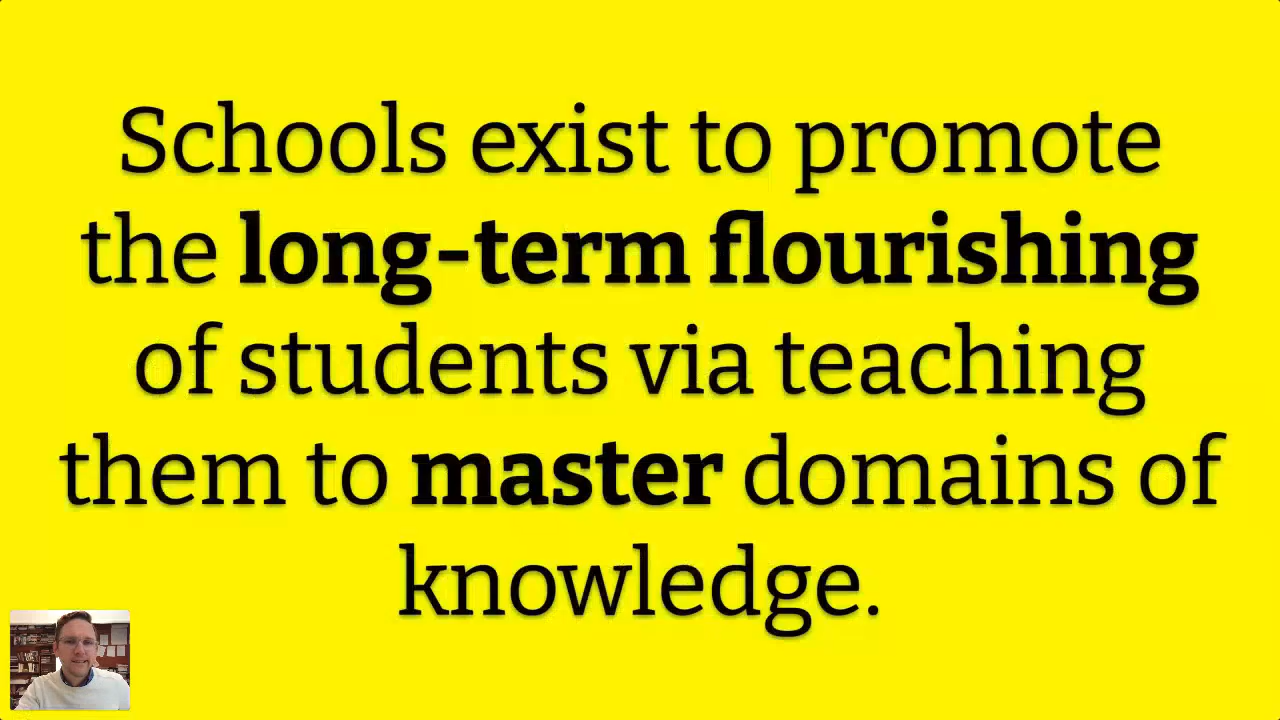 Schools exist to promote
the long-term flourishing
of students via teaching
them to master domains of
knowledge.